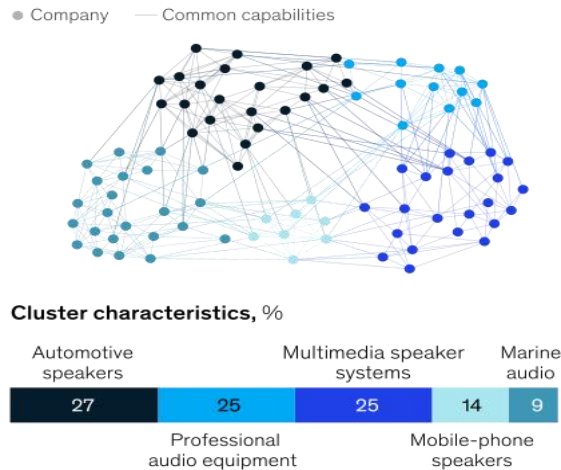 Company
Common capabilities
Cluster characteristics, %
Automotive
speakers
Multimedia speaker
systems
Marine
audio
27
25
25
14
9
Professional
audio equipment
Mobile-phone
speakers